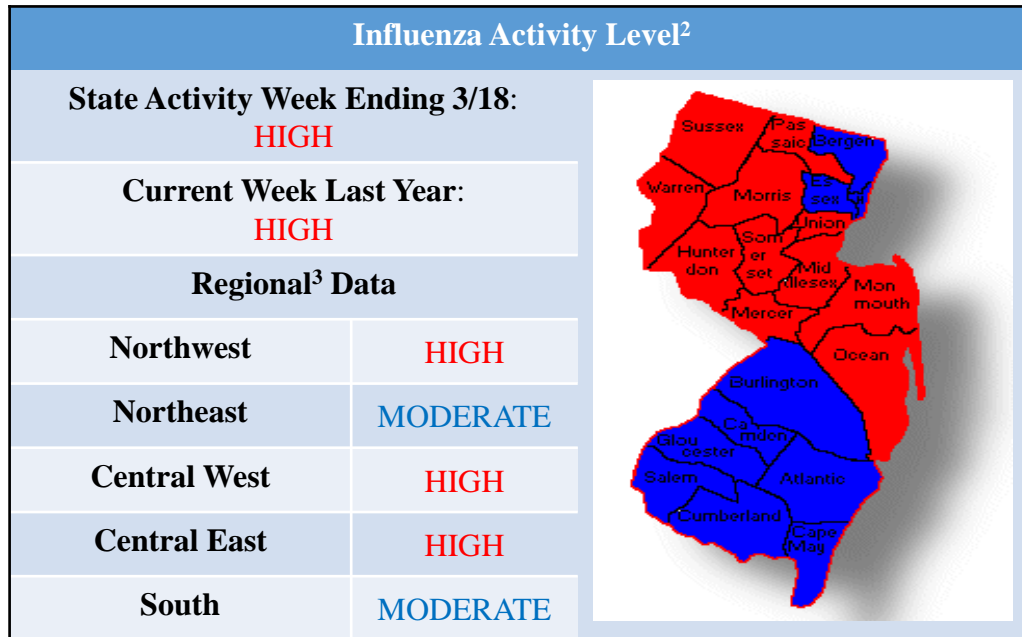 Influenza Activity Level²
State Activity Week Ending 3/18:
HIGH
Current Week Last Year:
HIGH
Regional³ Data
Northwest HIGH
Northeast MODERATE
Central West HIGH
Central East HIGH
South MODERATE
Sussex
Pas
saic
Bergen
Warren
Morris
Es
sex
Union
Hunter
don
Som
er
set
Mid
dlesex
Mon
mouth
Mercer
Ocean
Burlington
Ca
mden
Glou
cester
Salem
Atlantic
Cumberland
Cape
May